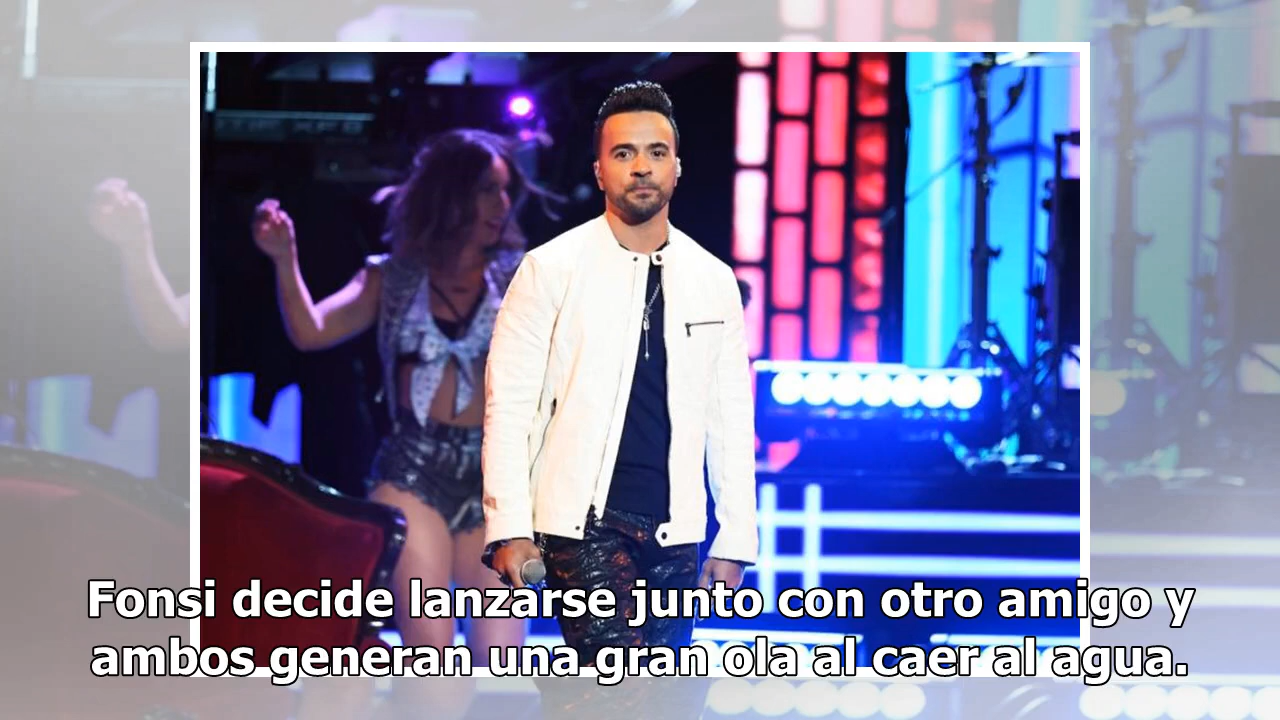 Fonsi decide lanzarse junto con otro amigo y
ambos generan una gran ola al caer al agua.